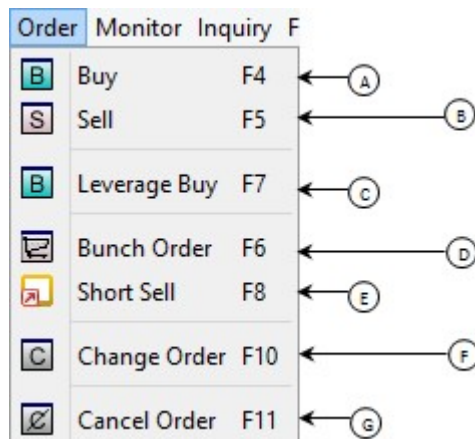 Order Monitor Inquiry F
B Buy F4 A
S Sell F5 B
B Leverage Buy F7 C
Bunch Order F6 D
Short Sell F8 E
C Change Order F10 F
C Cancel Order F11 G